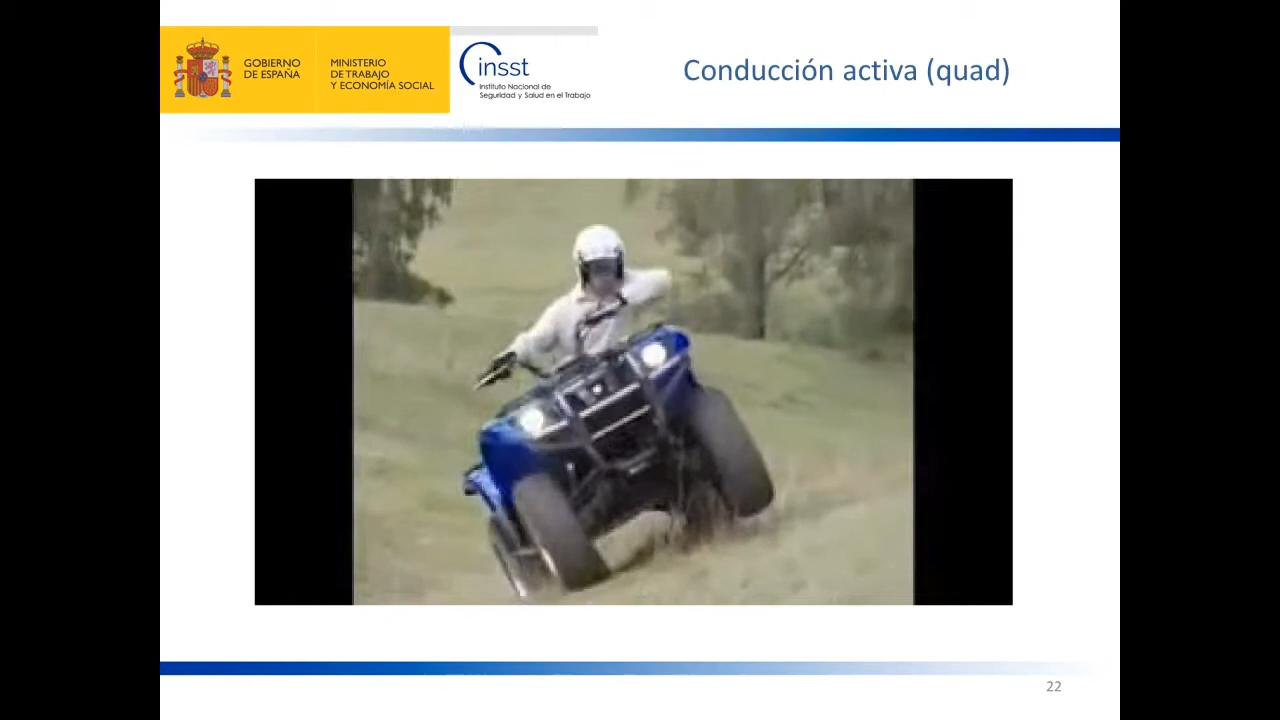 GOBIERNO
DE ESPAÑA
MINISTERIO
DE TRABAJO
Y ECONOMÍA SOCIAL
insst
Instituto Nacional de
Seguridad y Salud en el Trabajo
Conducción activa (quad)
22